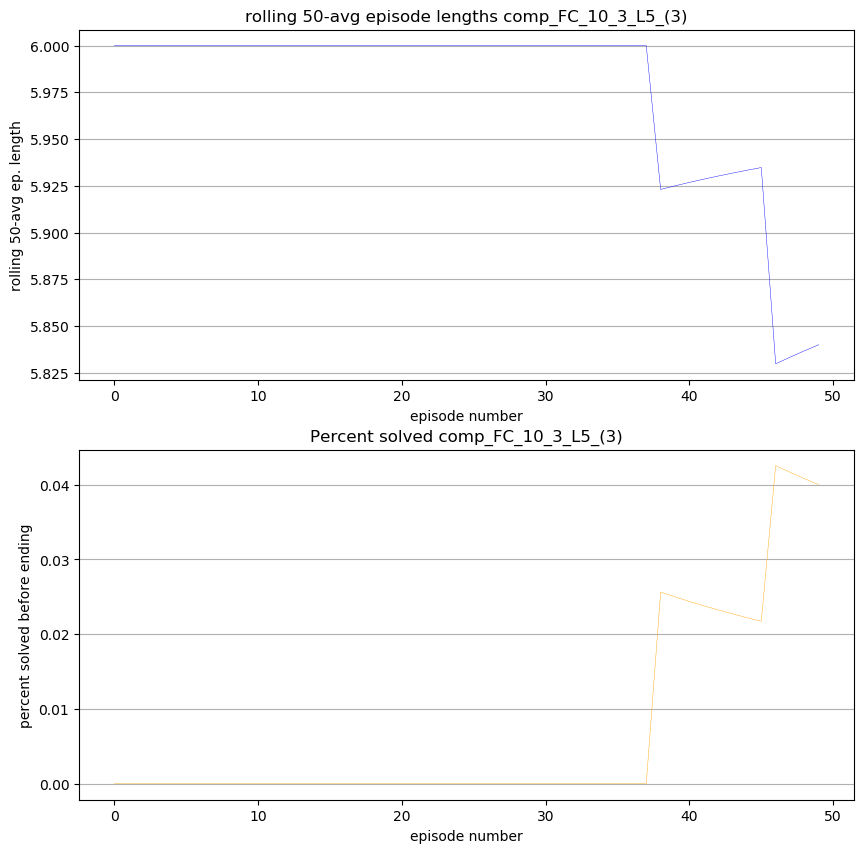 rolling 50-avg episode lengths comp_FC_10_3_L5_(3)
rolling 50-avg ep. length
6.000
5.975
5.950
5.925
5.900
5.875
5.850
5.825
0 10 20 30 40 50
episode number
Percent solved comp_FC_10_3_L5_(3)
percent solved before ending
0.04
0.03
0.02
0.01
0.00
0 10 20 30 40 50
episode number